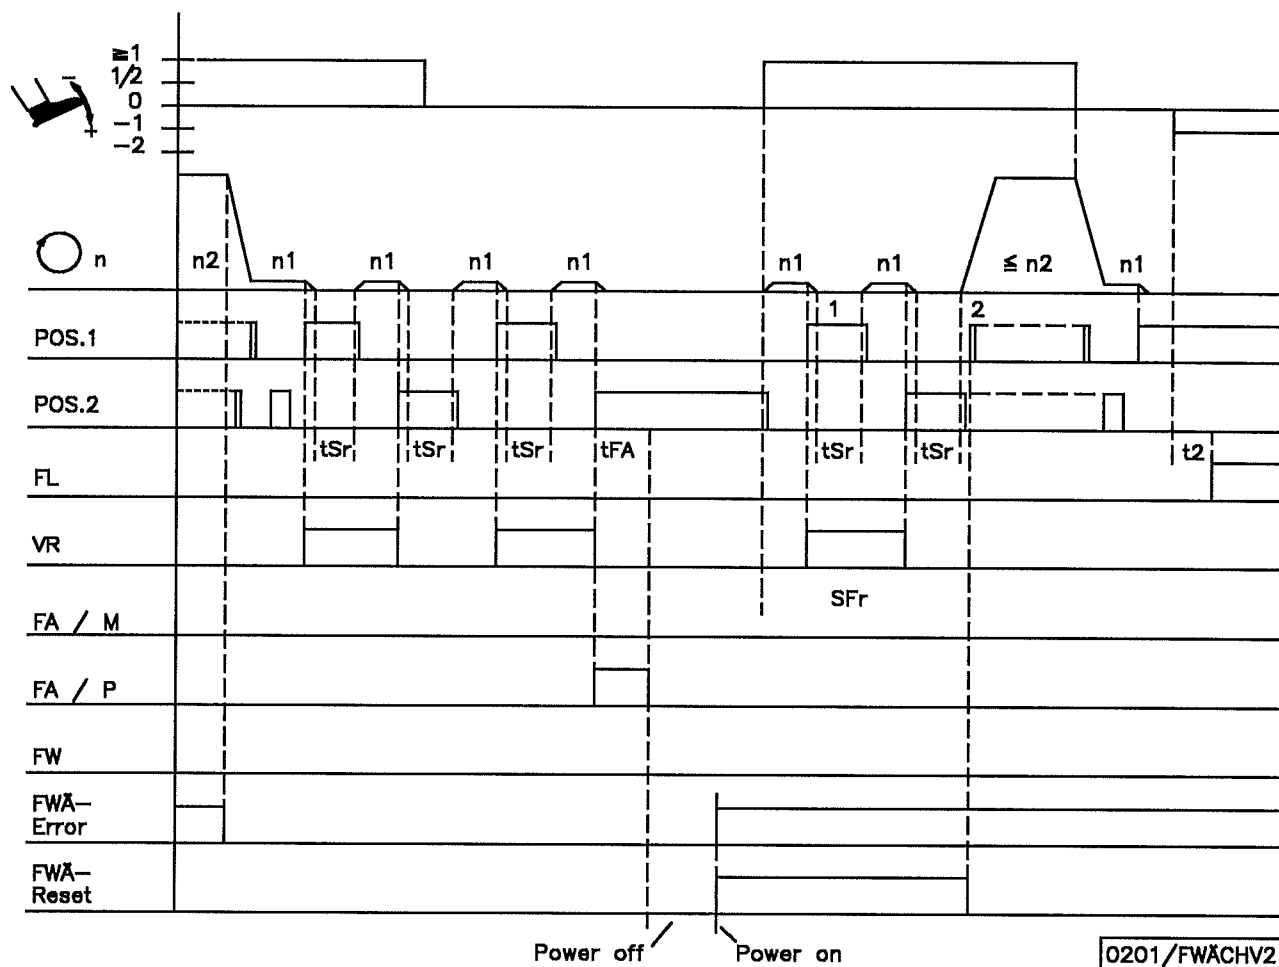 ≧1
1/2
0
−1
−2
−
+
n
n2 n1 n1 n1 n1 n1 n1 ≦ n2 n1
POS.1 1 2
POS.2
tSr tSr tSr tFA tSr tSr t2
FL
VR
SFr
FA / M
FA / P
FW
FWÄ−
Error
FWÄ−
Reset
Power off Power on
0201/FWÄCHV2